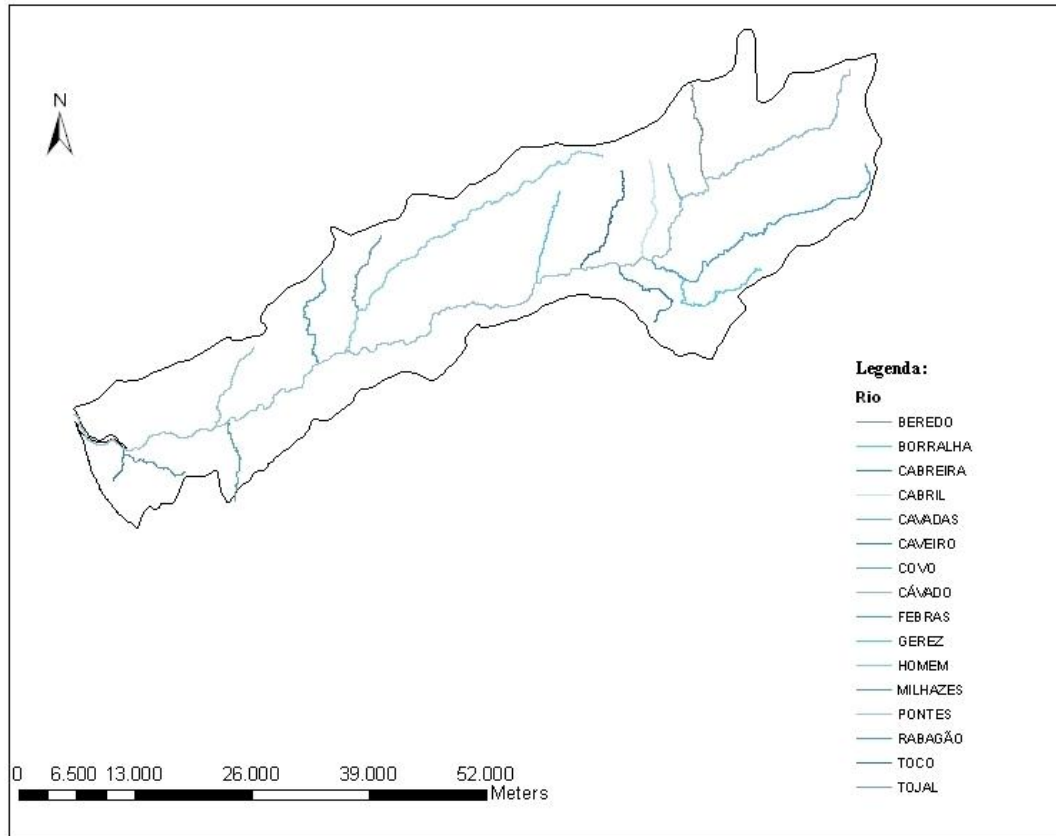 N
Legenda:
Rio
BEREDO
BORRALHA
CABREIRA
CABRIL
CAVADAS
CAVEIRO
COVO
CÁVADO
FEBRAS
GEREZ
HOMEM
MILHAZES
PONTES
RABAGÃO
TOCO
TOJAL
0 6.500 13.000 26.000 39.000 52.000
Meters